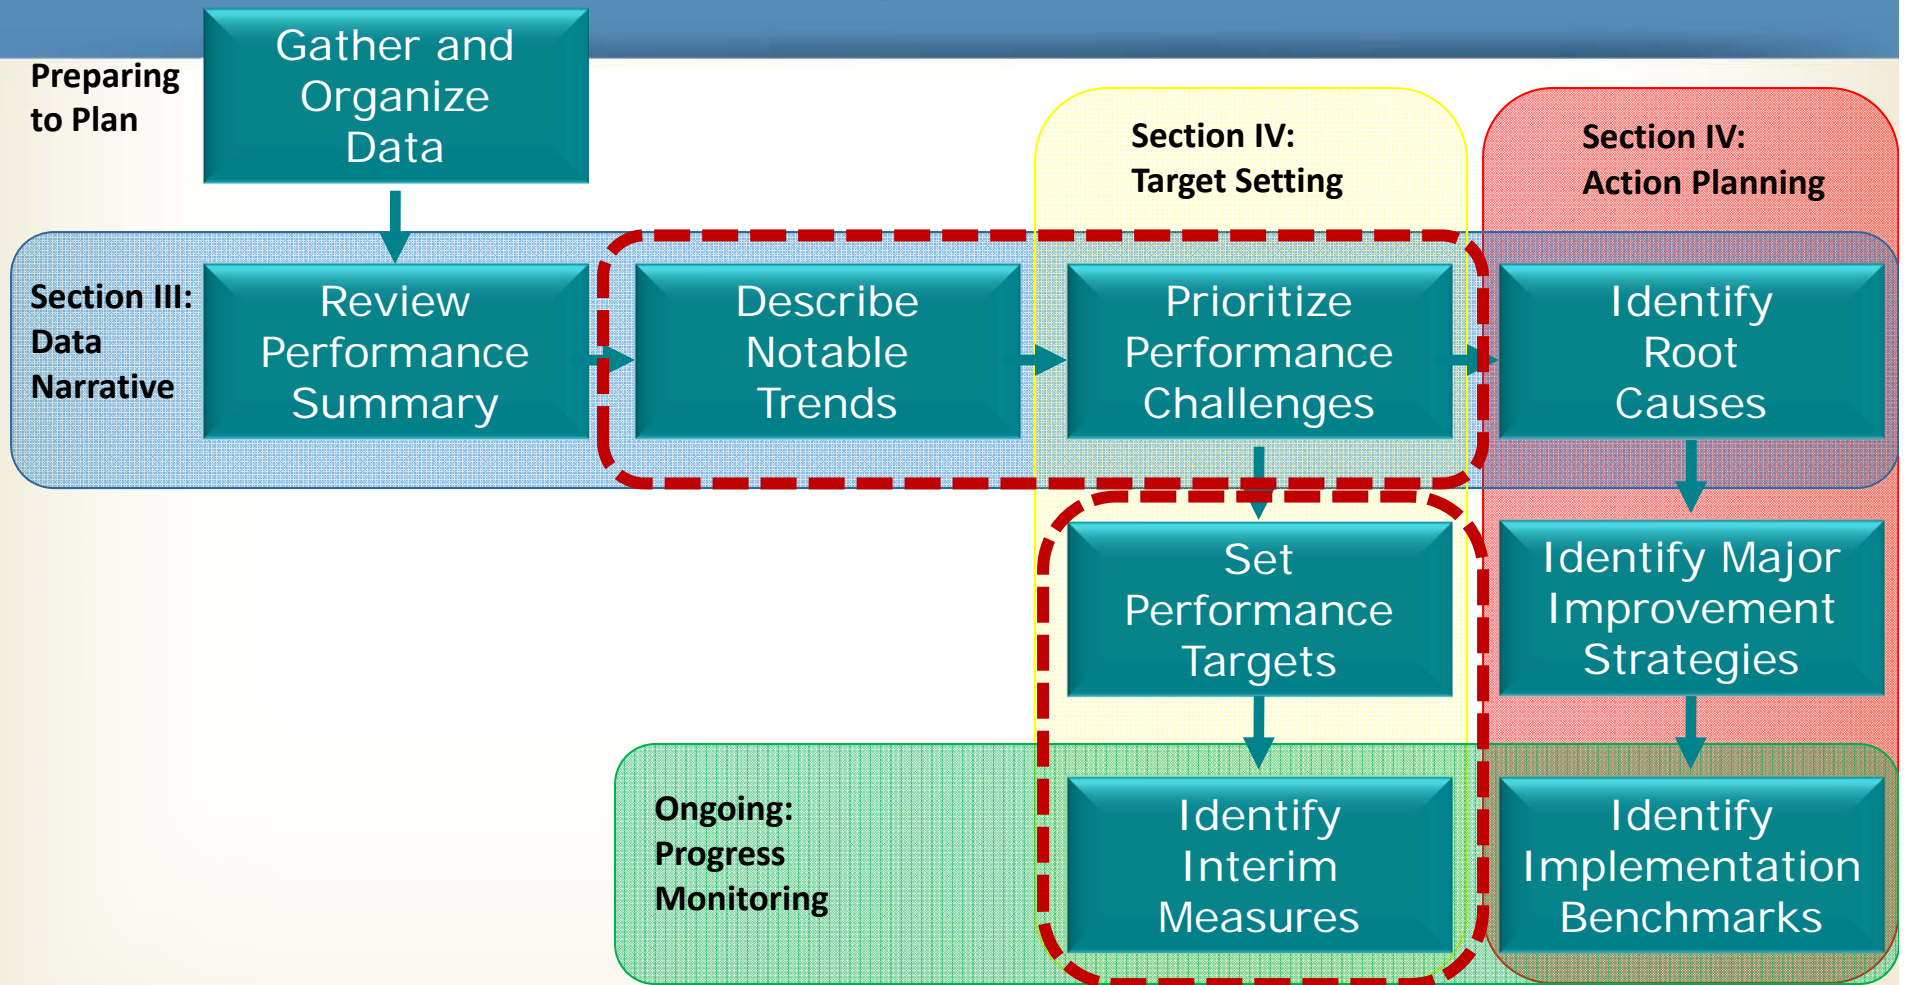 Preparing
to Plan
Gather and
Organize
Data
Section IV:
Target Setting
Section IV:
Action Planning
Section III:
Data
Narrative
Review
Performance
Summary
Describe
Notable
Trends
Prioritize
Performance
Challenges
Identify
Root
Causes
Set
Performance
Targets
Identify Major
Improvement
Strategies
Ongoing:
Progress
Monitoring
Identify
Interim
Measures
Identify
Implementation
Benchmarks